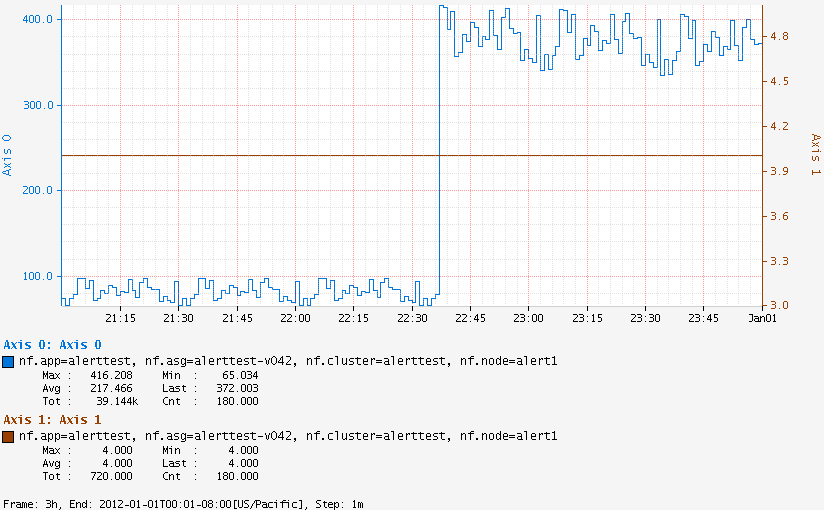 400.0
300.0
200.0
100.0
Axis 0
4.8
4.5
4.2
3.9
3.6
3.3
3.0
Axis 1
21:15 21:30 21:45 22:00 22:15 22:30 22:45 23:00 23:15 23:30 23:45 Jan01
Axis 0: Axis 0
nf.app=alerttest, nf.asg=alerttest-v042, nf.cluster=alerttest, nf.node=alert1
Max : 416.208 Min : 65.034
Avg : 217.466 Last : 372.003
Tot : 39.144k Cnt : 180.000
Axis 1: Axis 1
nf.app=alerttest, nf.asg=alerttest-v042, nf.cluster=alerttest, nf.node=alert1
Max : 4.000 Min : 4.000
Avg : 4.000 Last : 4.000
Tot : 720.000 Cnt : 180.000
Frame: 3h, End: 2012-01-01T00:01-08:00[US/Pacific], Step: 1m